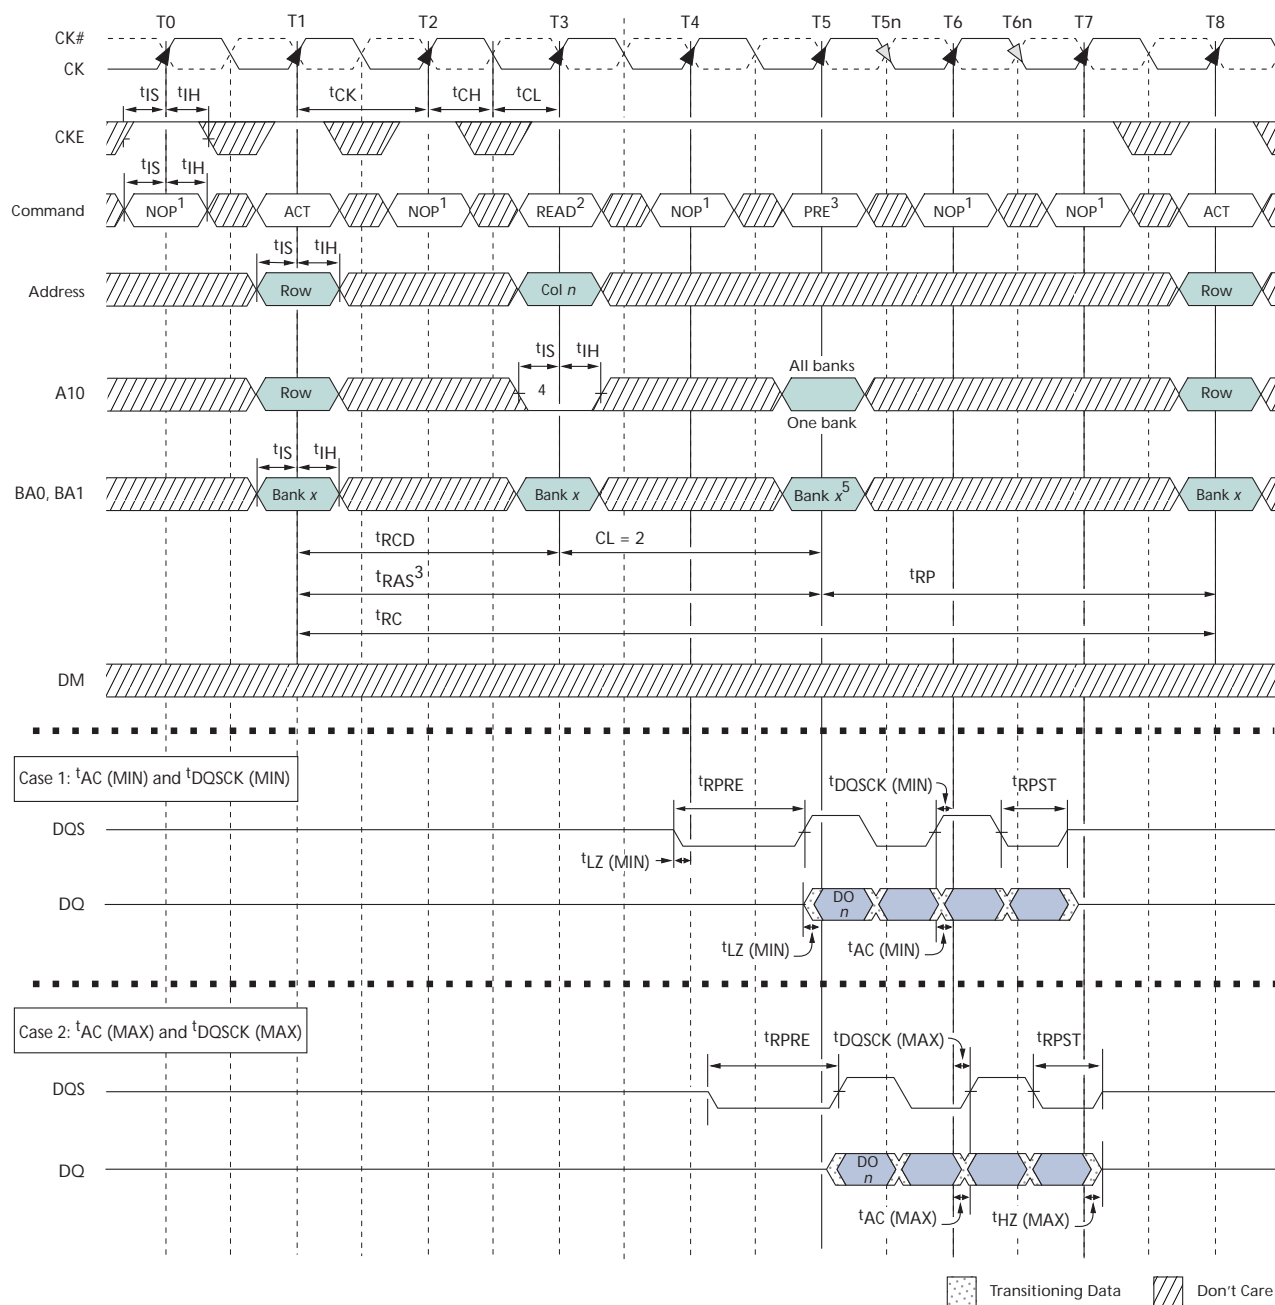 T0 T1 T2 T3 T4 T5 T5n T6 T6n T7 T8
CK#
CK
tIS tIH tCK tCH tCL
CKE
tIS tIH
Command NOP1 ACT NOP1 READ2 NOP1 PRE3 NOP1 NOP1 ACT
tIS tIH
Address Row Col n Row
tIS tIH All banks
A10 Row 4 Row
One bank
tIS tIH
BA0, BA1 Bank x Bank x Bank x5 Bank x
tRCD CL = 2
tRAS3 tRP
tRC
DM
Case 1: tAC (MIN) and tDQSCK (MIN)
tRPRE tDQSCK (MIN) tRPST
DQS
tLZ (MIN)
DQ DO n
tLZ (MIN) tAC (MIN)
Case 2: tAC (MAX) and tDQSCK (MAX)
tRPRE tDQSCK (MAX) tRPST
DQS
DQ DO n
tAC (MAX) tHZ (MAX)
Transitioning Data Don't Care